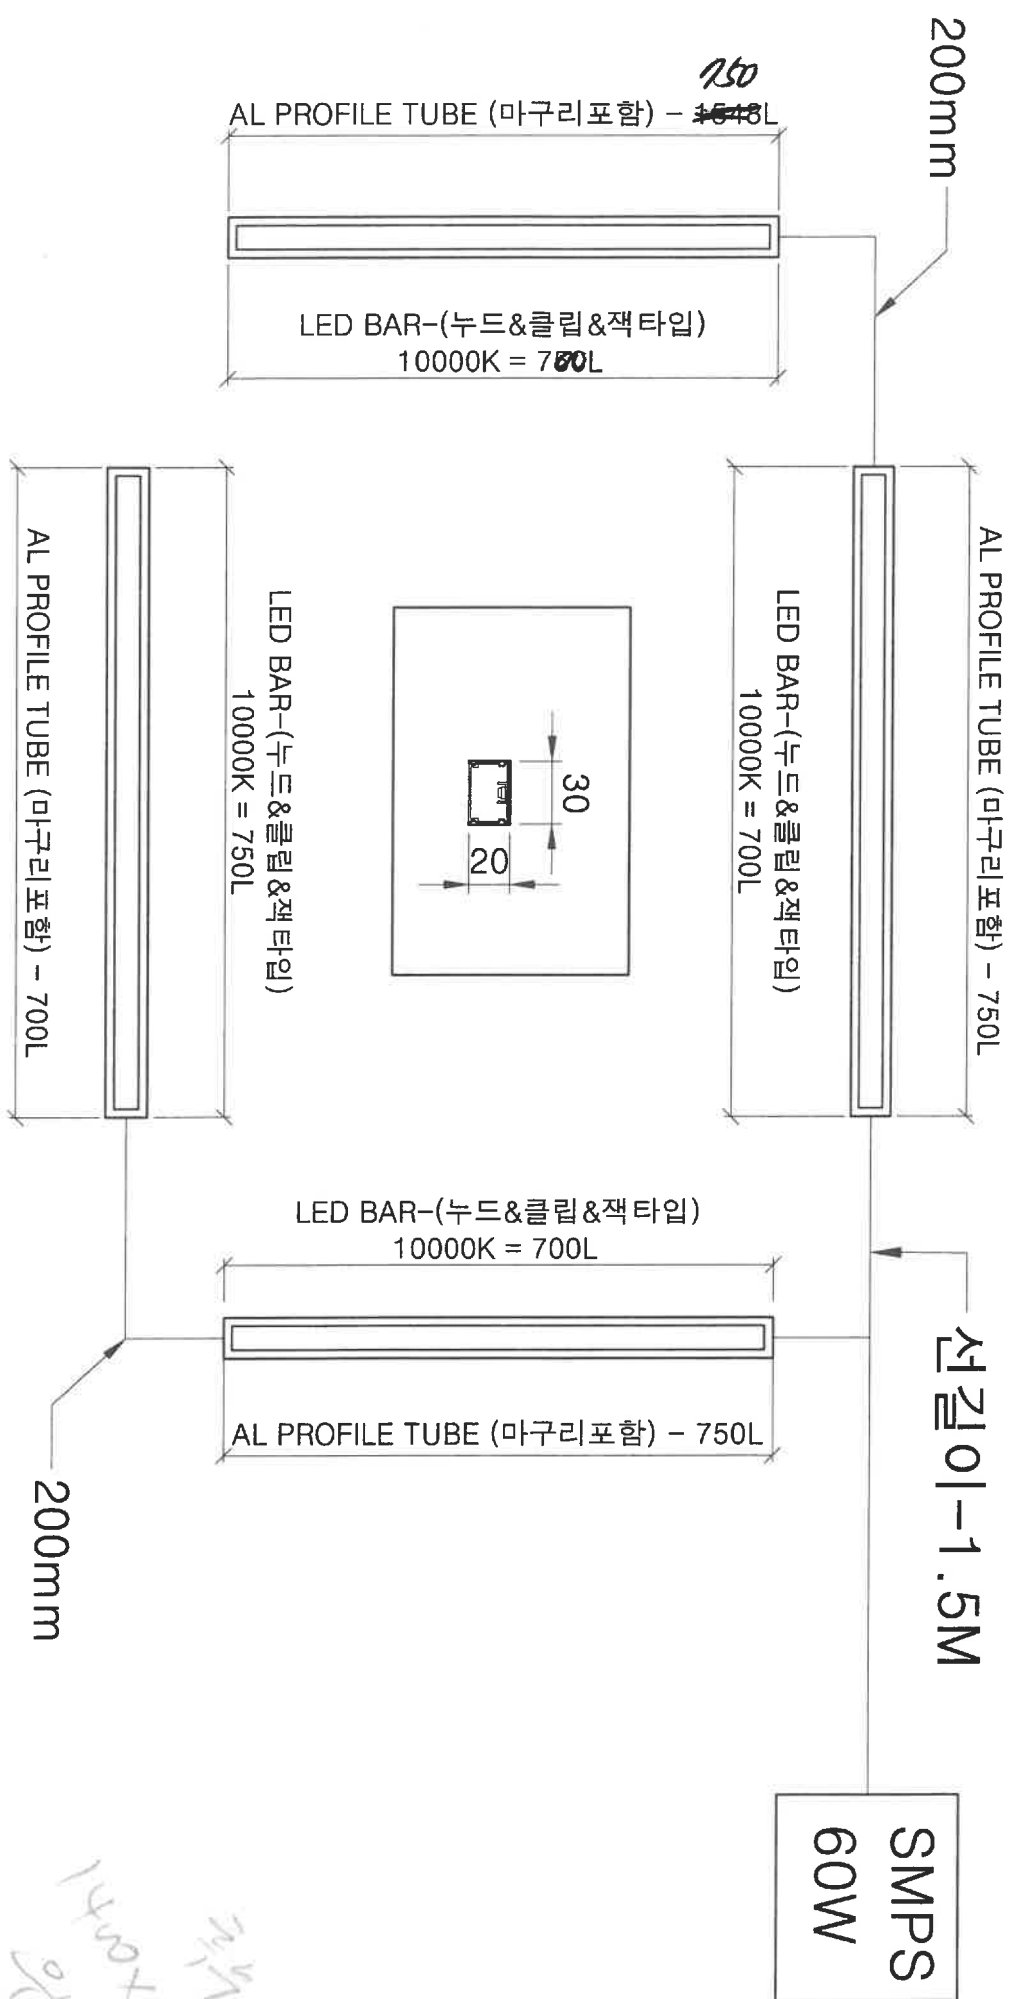 200mm
750
AL PROFILE TUBE (마구리포함) - 1548L
LED BAR-(누드&클립&잭타입)
10000K = 700L
AL PROFILE TUBE (마구리포함) - 750L
LED BAR-(누드&클립&잭타입)
10000K = 700L
30
20
LED BAR-(누드&클립&잭타입)
10000K = 750L
AL PROFILE TUBE (마구리포함) - 700L
LED BAR-(누드&클립&잭타입)
10000K = 700L
AL PROFILE TUBE (마구리포함) - 750L
선길이-1.5M
200mm
SMPS
60W